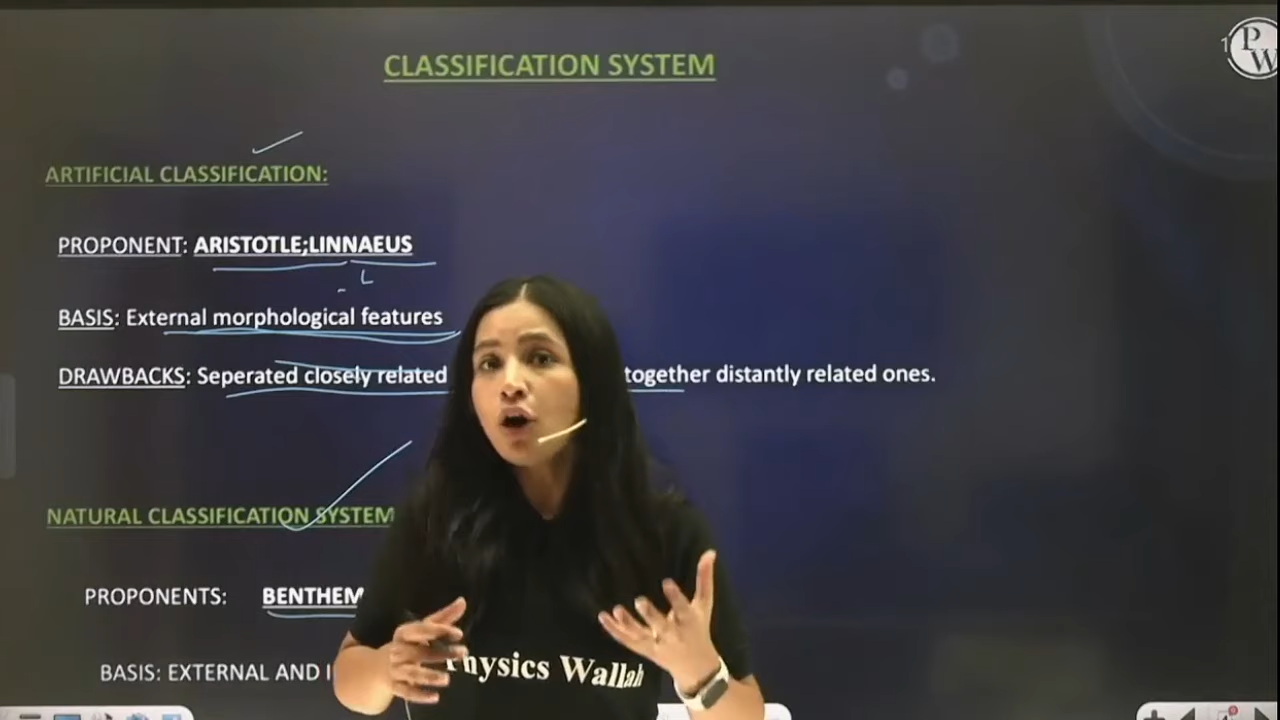 CLASSIFICATION SYSTEM
PW
ARTIFICIAL CLASSIFICATION:
PROPONENT: ARISTOTLE;LINNAEUS
BASIS: External morphological features
DRAWBACKS: Seperated closely related together distantly related ones.
NATURAL CLASSIFICATION SYSTEM
PROPONENTS: BENTHEM
BASIS: EXTERNAL AND
Physics Wallah